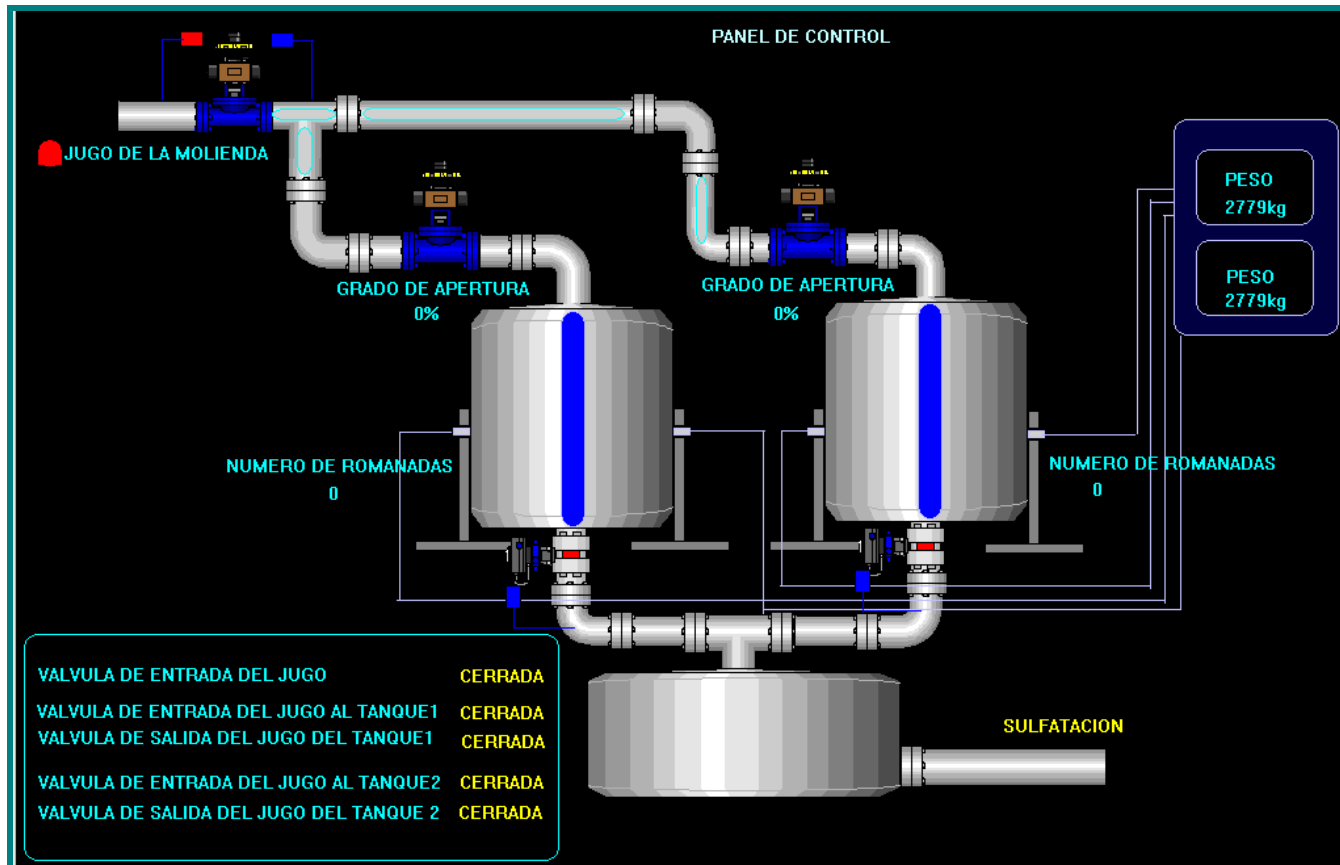 PANEL DE CONTROL
JUGO DE LA MOLIENDA
PESO
2779kg
PESO
2779kg
GRADO DE APERTURA
0%
GRADO DE APERTURA
0%
NUMERO DE ROMANADAS
0
NUMERO DE ROMANADAS
0
VALVULA DE ENTRADA DEL JUGO CERRADA
VALVULA DE ENTRADA DEL JUGO AL TANQUE1 CERRADA
VALVULA DE SALIDA DEL JUGO DEL TANQUE1 CERRADA
VALVULA DE ENTRADA DEL JUGO AL TANQUE2 CERRADA
VALVULA DE SALIDA DEL JUGO DEL TANQUE 2 CERRADA
SULFATACION